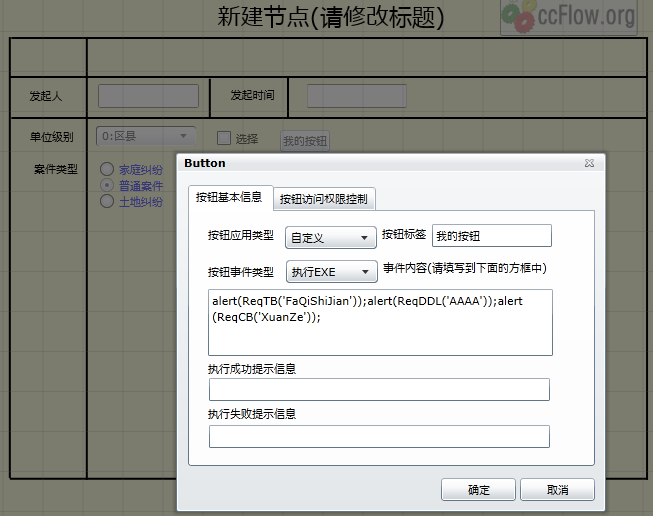 新建节点(请修改标题)
ccFlow.org
发起人
发起时间
单位级别
0:区县
选择
我的按钮
案件类型
家庭纠纷
普通案件
土地纠纷
Button
按钮基本信息
按钮访问权限控制
按钮应用类型
自定义
按钮标签
我的按钮
按钮事件类型
执行EXE
事件内容(请填写到下面的方框中)
alert(ReqTB('FaQiShiJian'));alert(ReqDDL('AAAA'));alert
(ReqCB('XuanZe'));
执行成功提示信息
执行失败提示信息
确定
取消